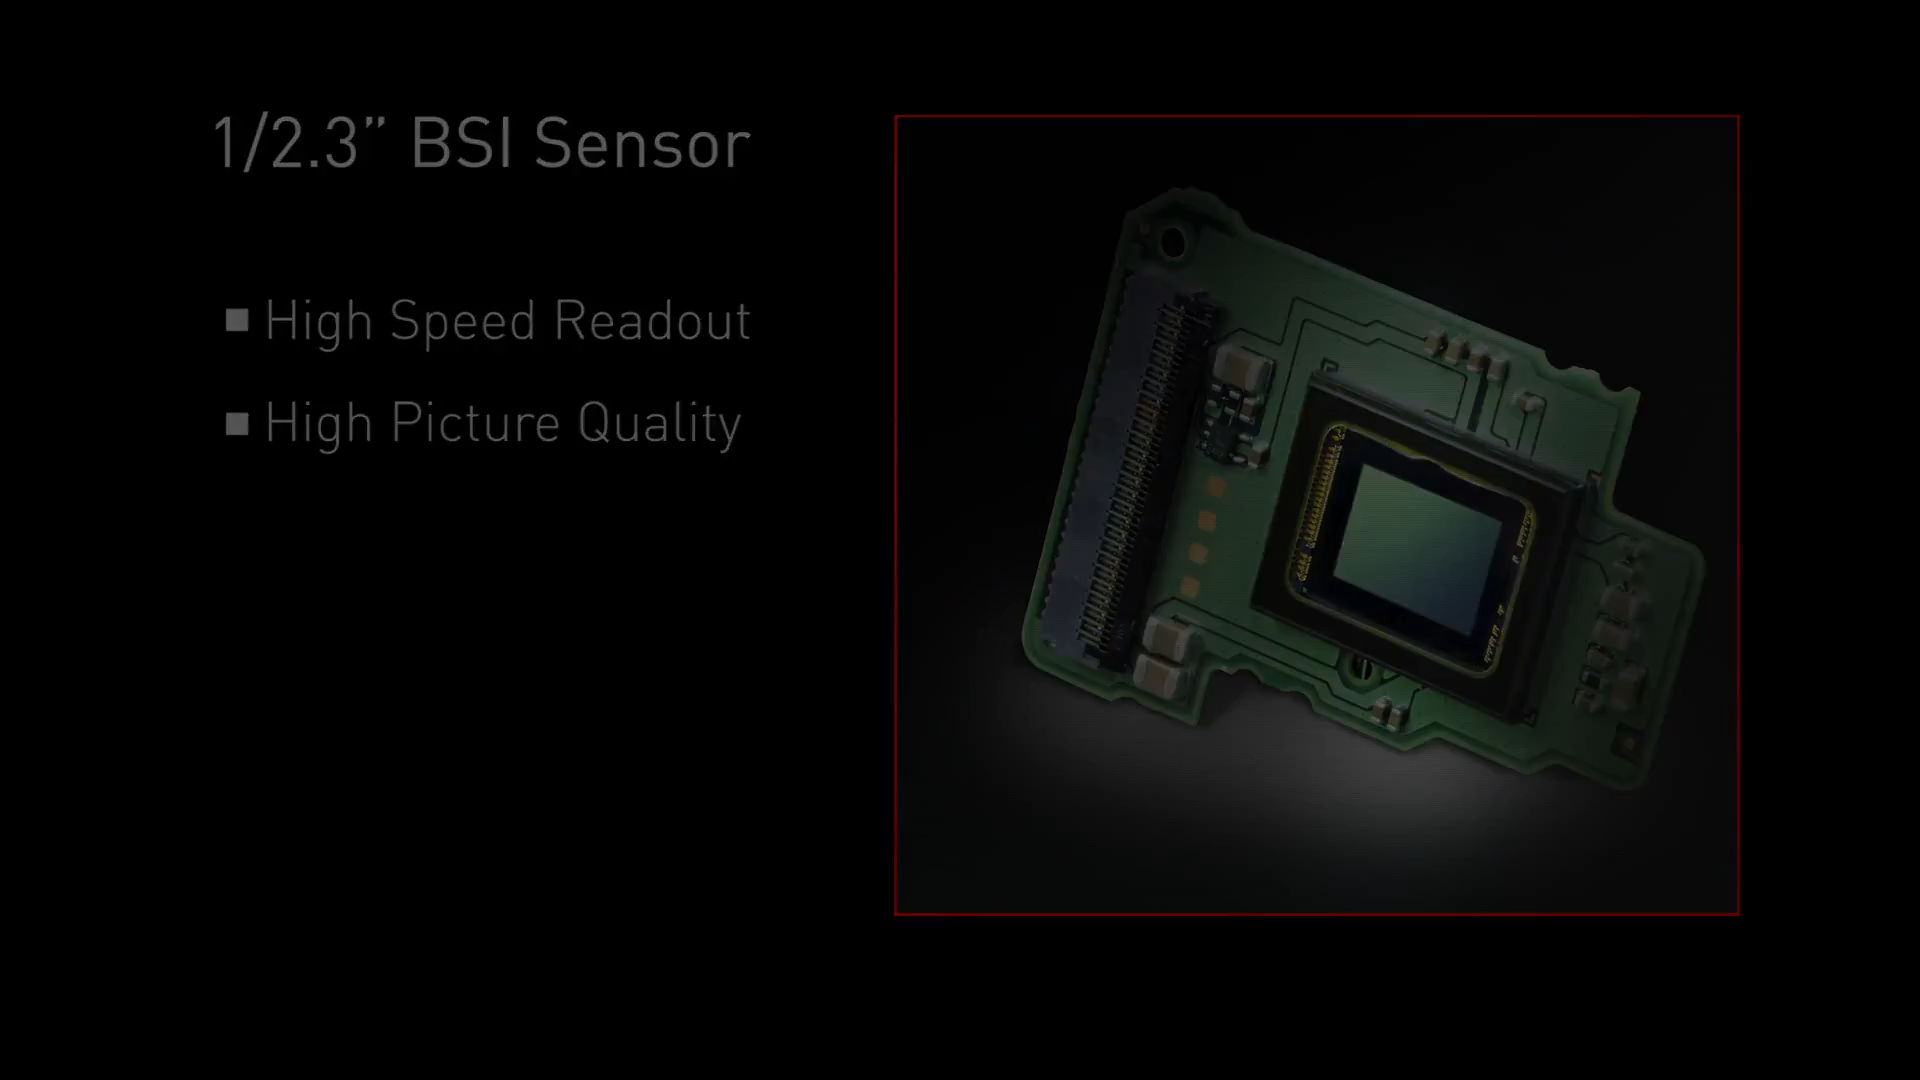 1/2.3” BSI Sensor
■ High Speed Readout
■ High Picture Quality